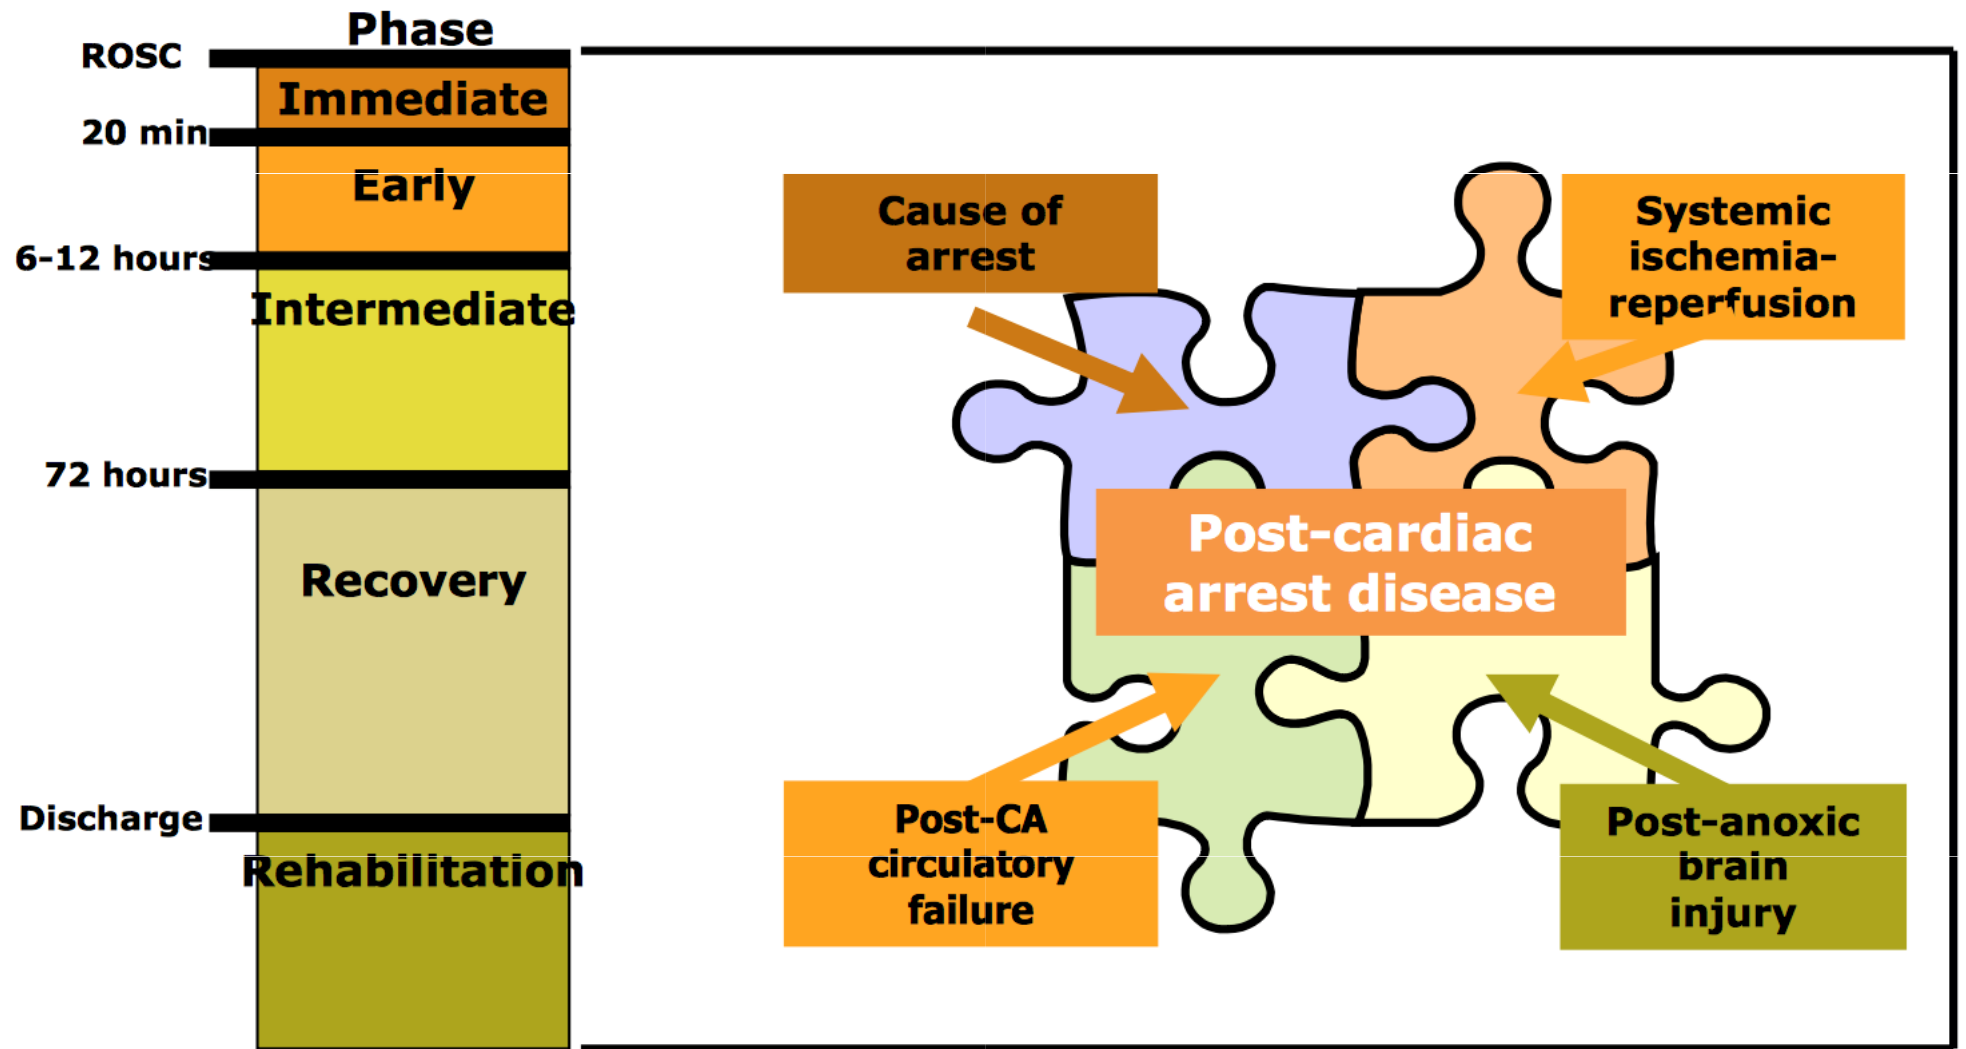 Phase
ROSC
Immediate
20 min
Early
6-12 hours
Intermediate
72 hours
Recovery
Discharge
Rehabilitation
Cause of
arrest
Systemic
ischemia-
reperfusion
Post-cardiac
arrest disease
Post-CA
circulatory
failure
Post-anoxic
brain
injury